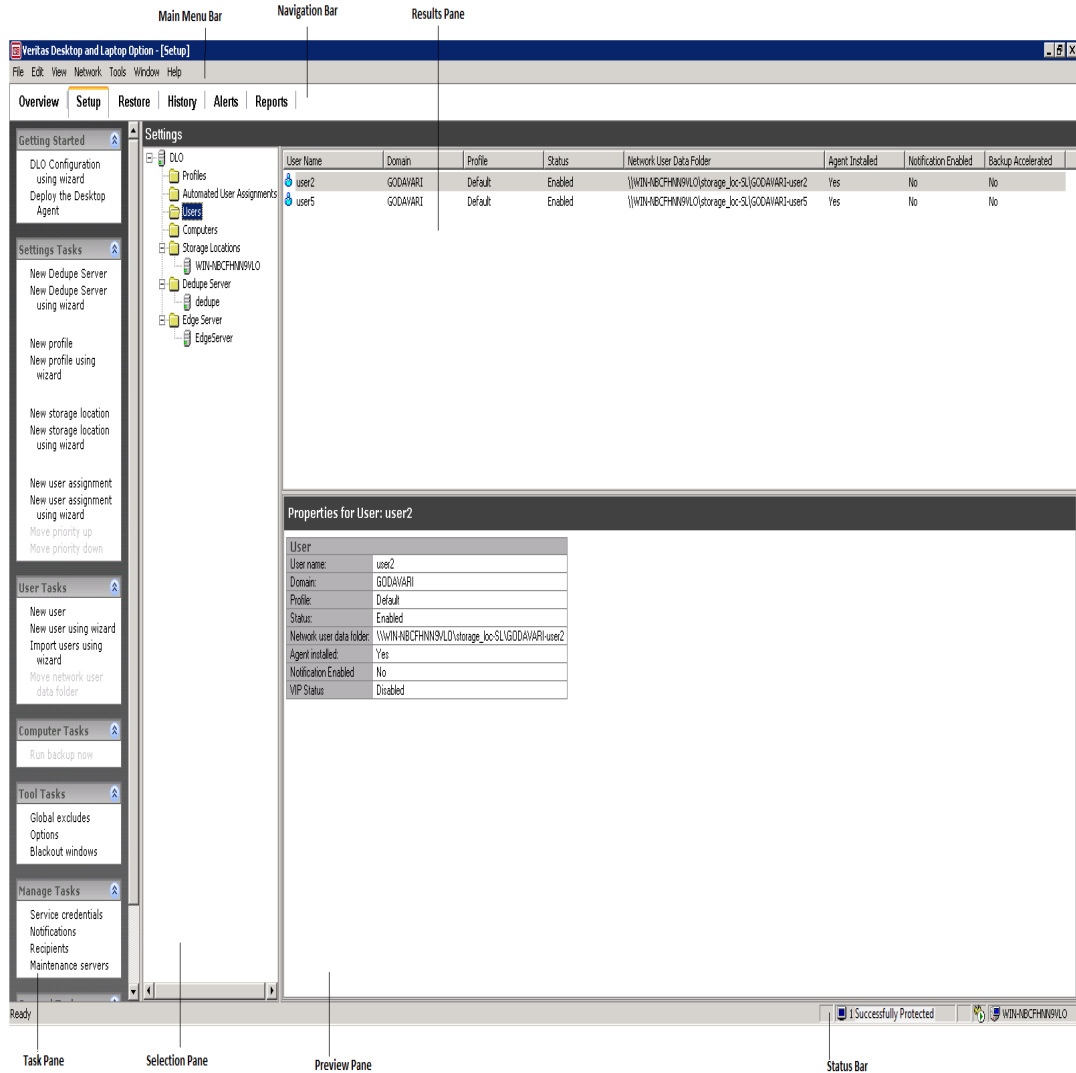 Main Menu Bar
Navigation Bar
Results Pane
Veritas Desktop and Laptop Option - [Setup]
File Edit View Network Tools Window Help
Overview Setup Restore History Alerts Reports
Getting Started
DLO Configuration
using wizard
Deploy the Desktop
Agent
Settings Tasks
New Dedupe Server
New Dedupe Server
using wizard
New profile
New profile using
wizard
New storage location
New storage location
using wizard
New user assignment
New user assignment
using wizard
Move priority up
Move priority down
User Tasks
New user
New user using wizard
Import users using
wizard
Move network user
data folder
Computer Tasks
Run backup now
Tool Tasks
Global excludes
Options
Blackout windows
Manage Tasks
Service credentials
Notifications
Recipients
Maintenance servers
Settings
DLO
Profiles
Automated User Assignments
Users
Computers
Storage Locations
WIN-NBCFHNN9VLO
Dedupe Server
dedupe
Edge Server
EdgeServer
User Name Domain Profile Status Network User Data Folder Agent Installed Notification Enabled Backup Accelerated
user2 GODAVARI Default Enabled \\WIN-NBCFHNN9VLO\storage_loc-SL\GODAVARI-user2 Yes No No
user5 GODAVARI Default Enabled \\WIN-NBCFHNN9VLO\storage_loc-SL\GODAVARI-user5 Yes No No
Properties for User: user2
User
User name: user2
Domain: GODAVARI
Profile: Default
Status: Enabled
Network user data folder: \\WIN-NBCFHNN9VLO\storage_loc-SL\GODAVARI-user2
Agent installed: Yes
Notification Enabled No
VIP Status Disabled
Ready
1 Successfully Protected
WIN-NBCFHNN9VLO
Task Pane
Selection Pane
Preview Pane
Status Bar